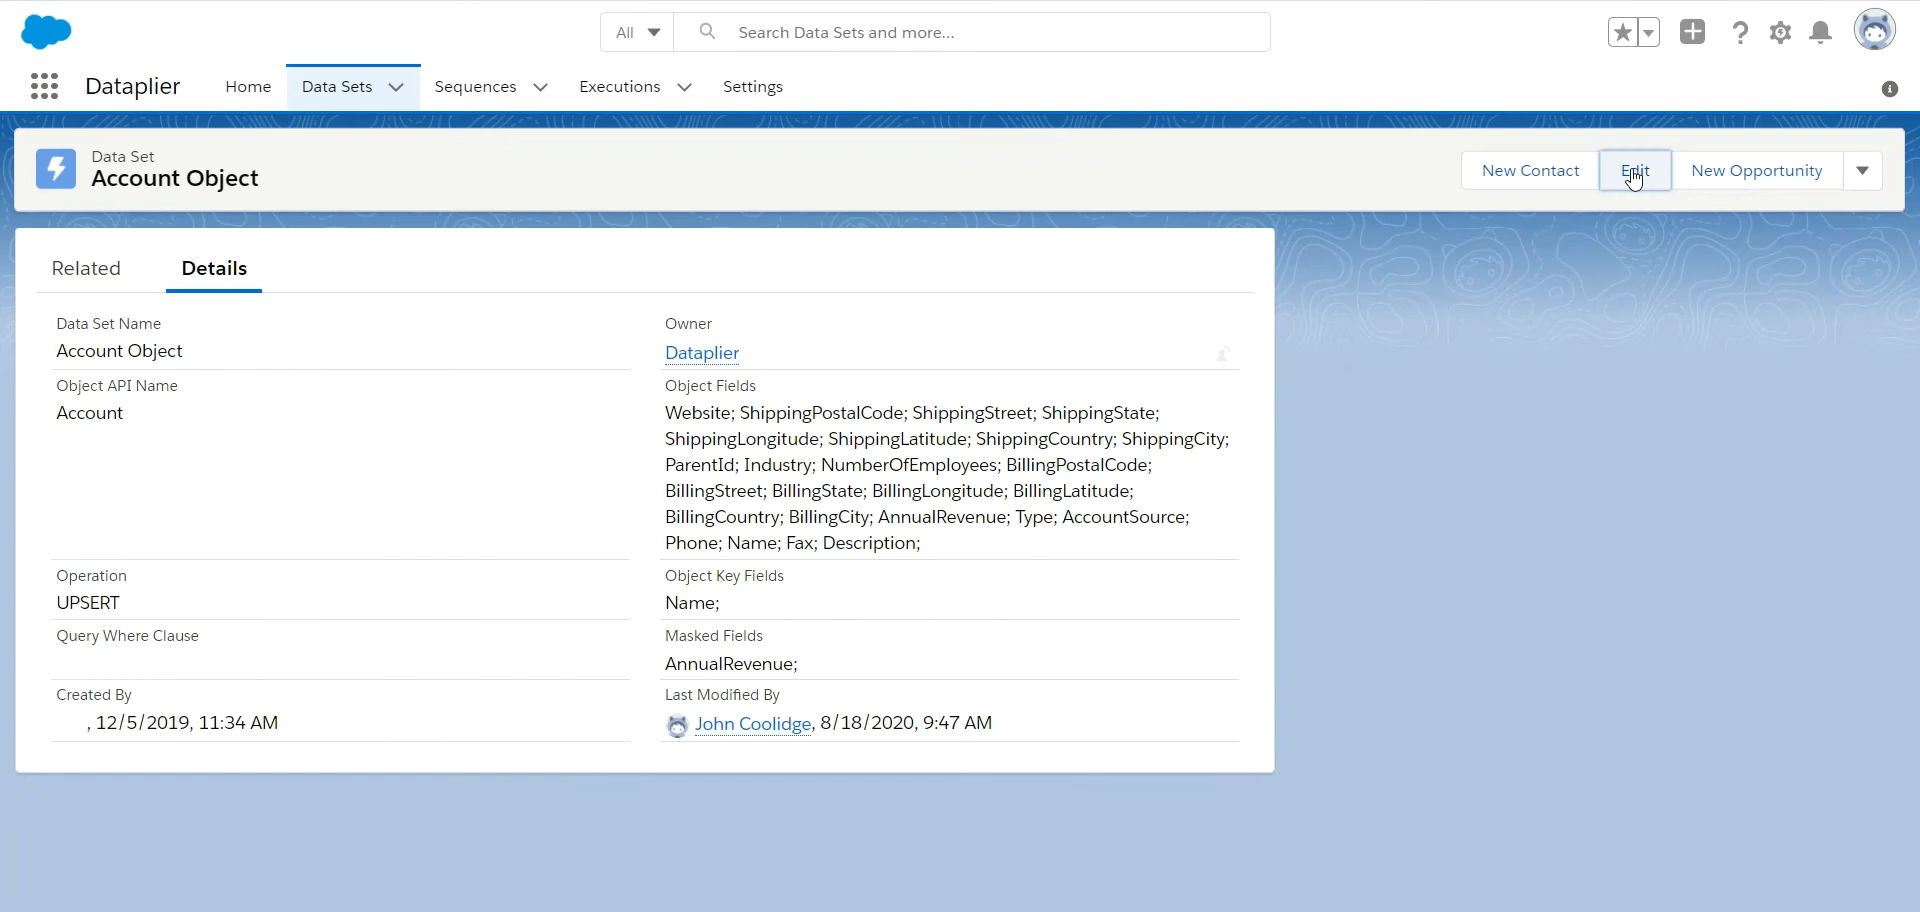 All
Search Data Sets and more...
Dataplier
Home
Data Sets
Sequences
Executions
Settings
Data Set
Account Object
New Contact
Edit
New Opportunity
Related
Details
Data Set Name
Account Object
Owner
Dataplier
Object API Name
Account
Object Fields
Website; ShippingPostalCode; ShippingStreet; ShippingState;
ShippingLongitude; ShippingLatitude; ShippingCountry; ShippingCity;
ParentId; Industry; NumberOfEmployees; BillingPostalCode;
BillingStreet; BillingState; BillingLongitude; BillingLatitude;
BillingCountry; BillingCity; AnnualRevenue; Type; AccountSource;
Phone; Name; Fax; Description;
Operation
UPSERT
Object Key Fields
Name;
Query Where Clause
Masked Fields
AnnualRevenue;
Created By
, 12/5/2019, 11:34 AM
Last Modified By
John Coolidge, 8/18/2020, 9:47 AM